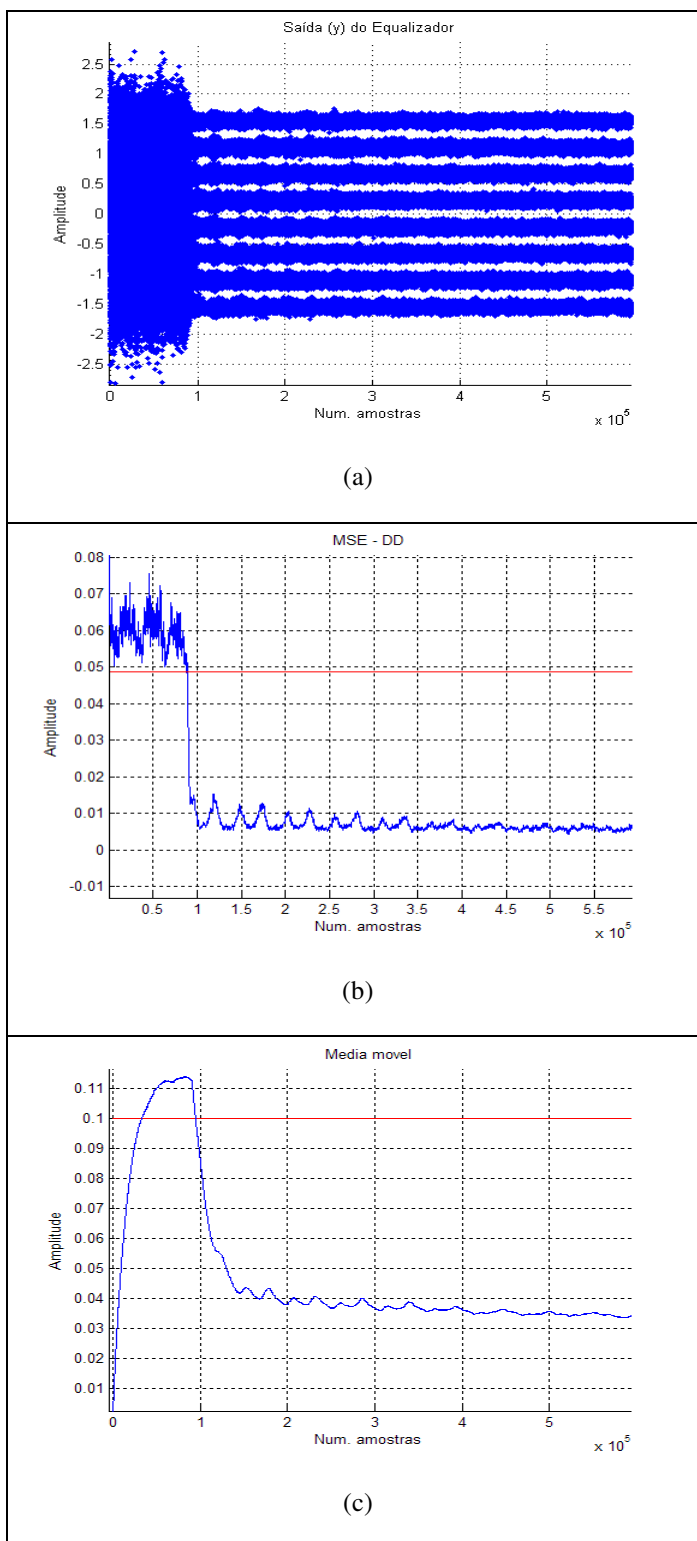 Saída (y) do Equalizador
2.5
2
1.5
1
0.5
0
-0.5
-1
-1.5
-2
-2.5
Amplitude
0 1 2 3 4 5
Num. amostras
x 10^5
(a)
MSE - DD
0.08
0.07
0.06
0.05
0.04
0.03
0.02
0.01
0
-0.01
Amplitude
0.5 1 1.5 2 2.5 3 3.5 4 4.5 5 5.5
Num. amostras
x 10^5
(b)
Media movel
0.11
0.1
0.09
0.08
0.07
0.06
0.05
0.04
0.03
0.02
0.01
Amplitude
0 1 2 3 4 5
Num. amostras
x 10^5
(c)